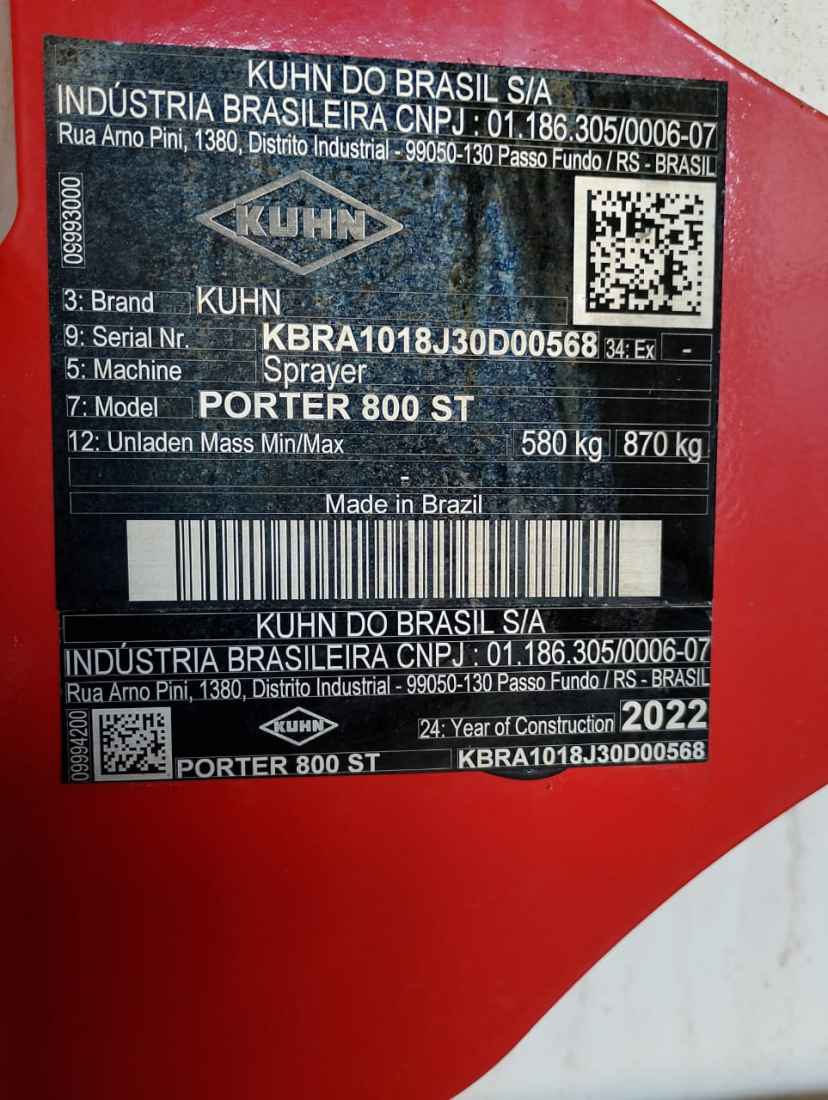 KUHN DO BRASIL S/A
INDÚSTRIA BRASILEIRA CNPJ : 01.186.305/0006-07
Rua Arno Pini, 1380, Distrito Industrial - 99050-130 Passo Fundo / RS - BRASIL
09993000
KUHN
3: Brand KUHN
9: Serial Nr. KBRA1018J30D00568 34: Ex -
5: Machine Sprayer
7: Model PORTER 800 ST
12: Unladen Mass Min/Max 580 kg 870 kg
-
Made in Brazil
KUHN DO BRASIL S/A
INDÚSTRIA BRASILEIRA CNPJ : 01.186.305/0006-07
Rua Arno Pini, 1380, Distrito Industrial - 99050-130 Passo Fundo / RS - BRASIL
09994200
KUHN
24: Year of Construction 2022
PORTER 800 ST KBRA1018J30D00568